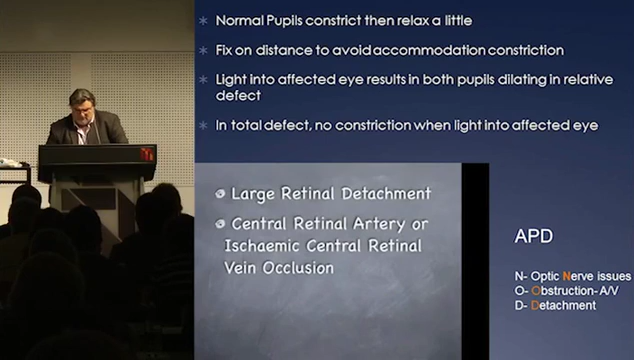 Normal Pupils constrict then relax a little
Fix on distance to avoid accommodation constriction
Light into affected eye results in both pupils dilating in relative
defect
In total defect, no constriction when light into affected eye
Large Retinal Detachment
Central Retinal Artery or
Ischaemic Central Retinal
Vein Occlusion
APD
N- Optic Nerve issues
O- Obstruction- A/V
D- Detachment